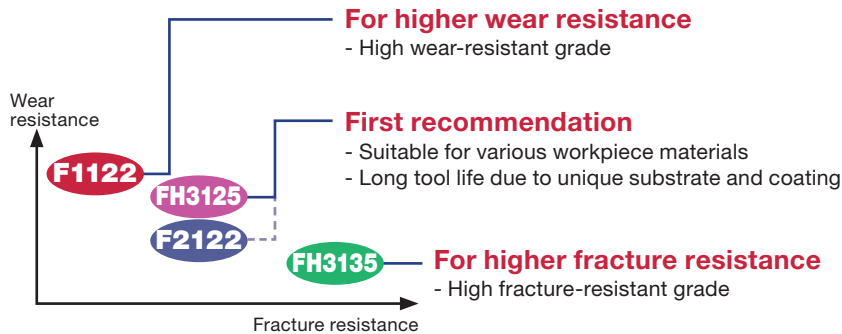 For higher wear resistance
- High wear-resistant grade
Wear
resistance
First recommendation
- Suitable for various workpiece materials
- Long tool life due to unique substrate and coating
F1122
FH3125
F2122
FH3135
For higher fracture resistance
- High fracture-resistant grade
Fracture resistance